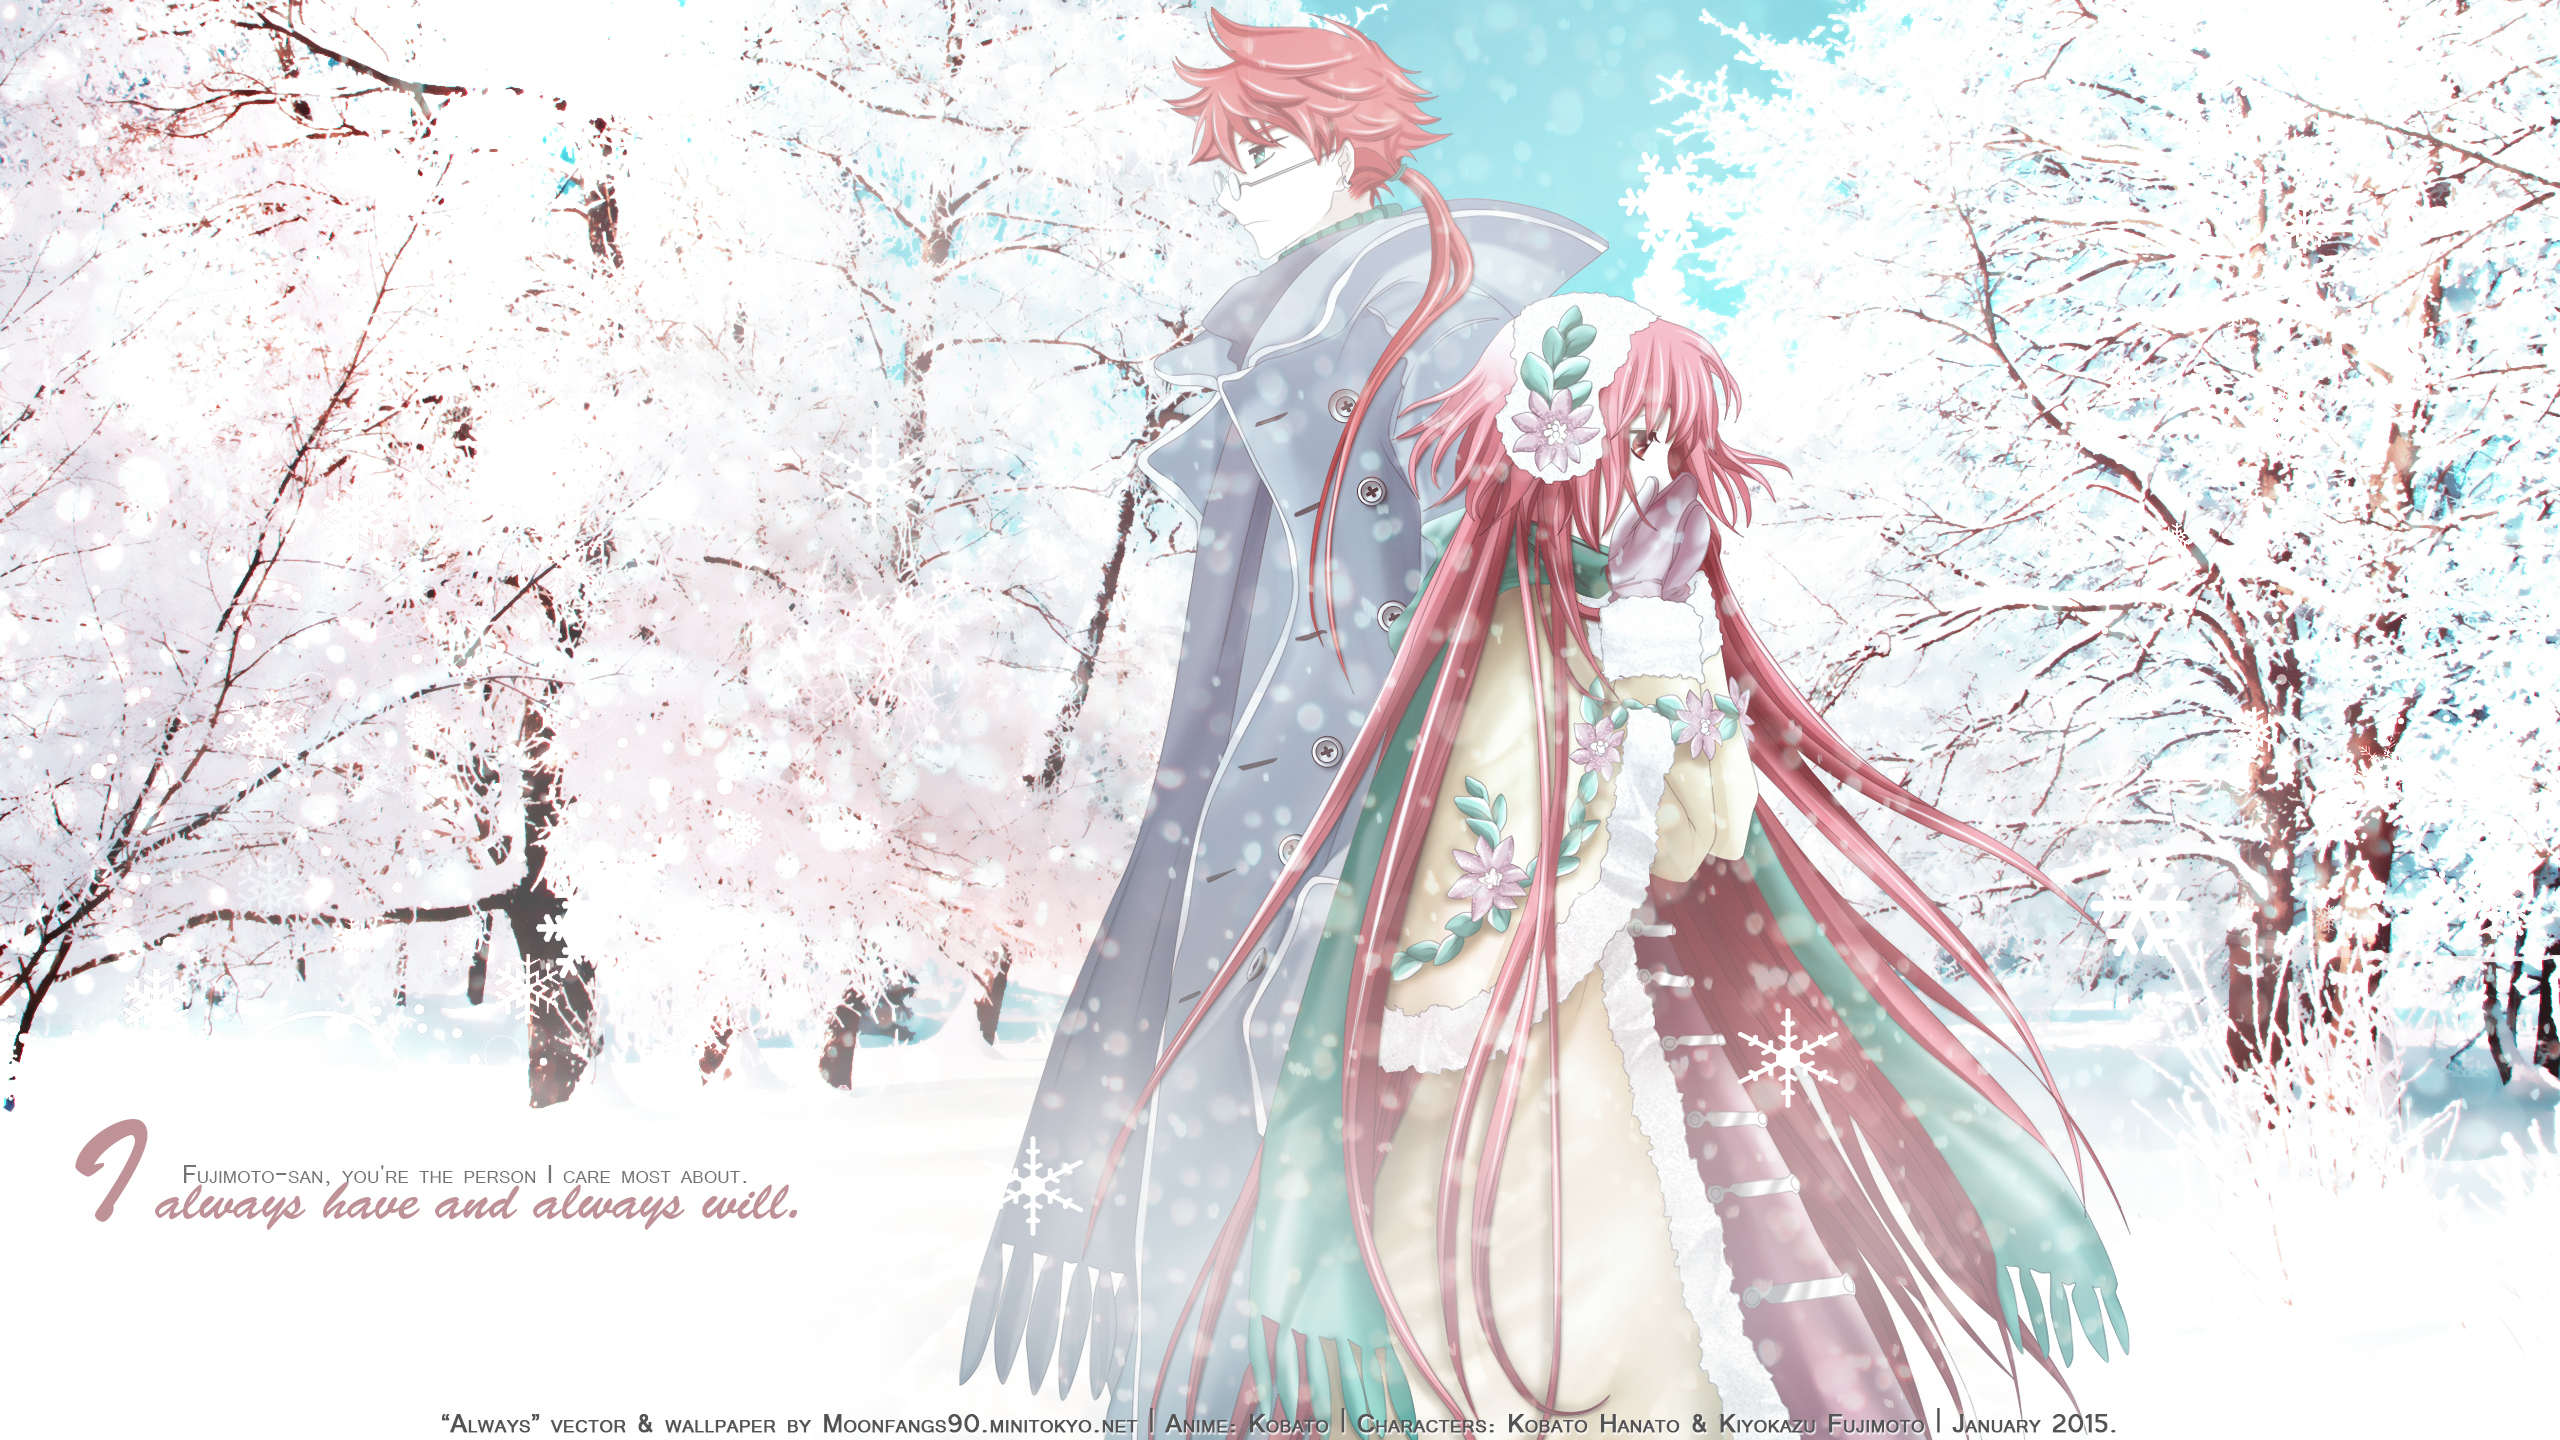 Fujimoto-san, you're the person I care most about.
I always have and always will.
“Always” vector & wallpaper by Moonfangs90.minitokyo.net | Anime: Kobato | Characters: Kobato Hanato & Kiyokazu Fujimoto | January 2015.